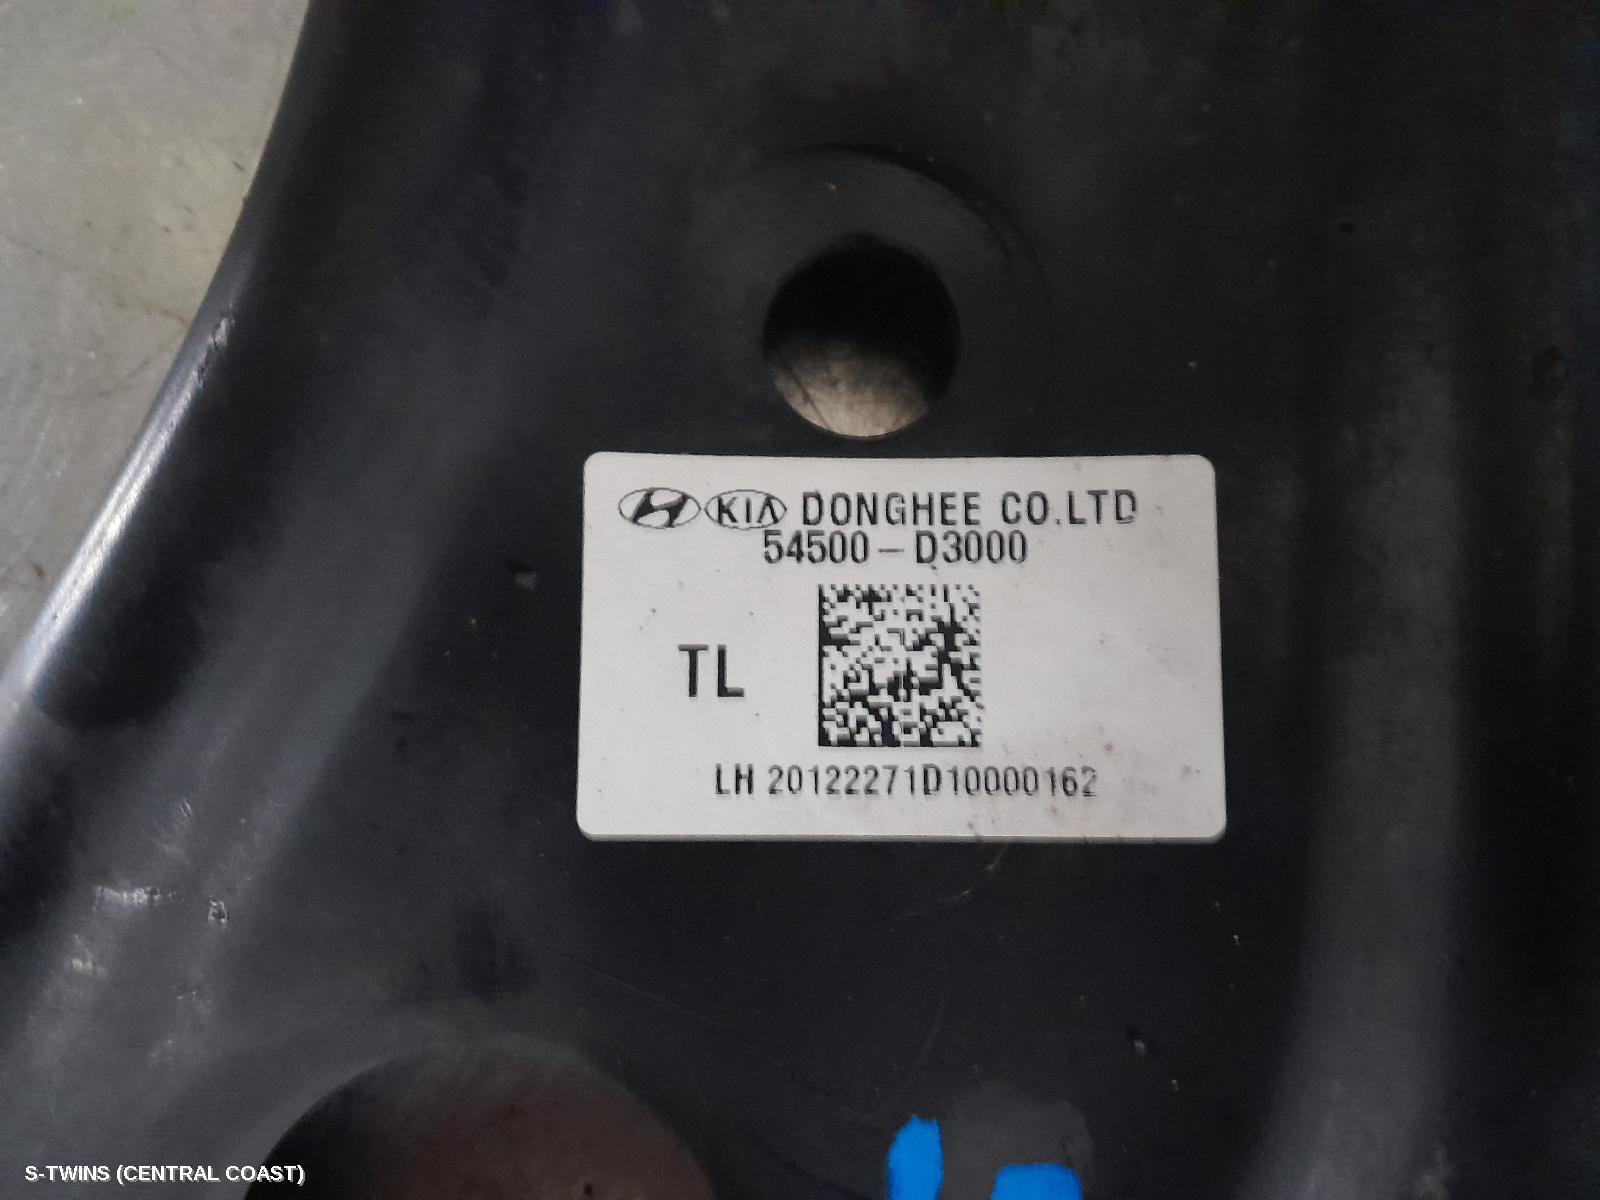 KIA DONGHEE CO.LTD
54500-D3000
TL
LH 20122271D10000162
S-TWINS (CENTRAL COAST)